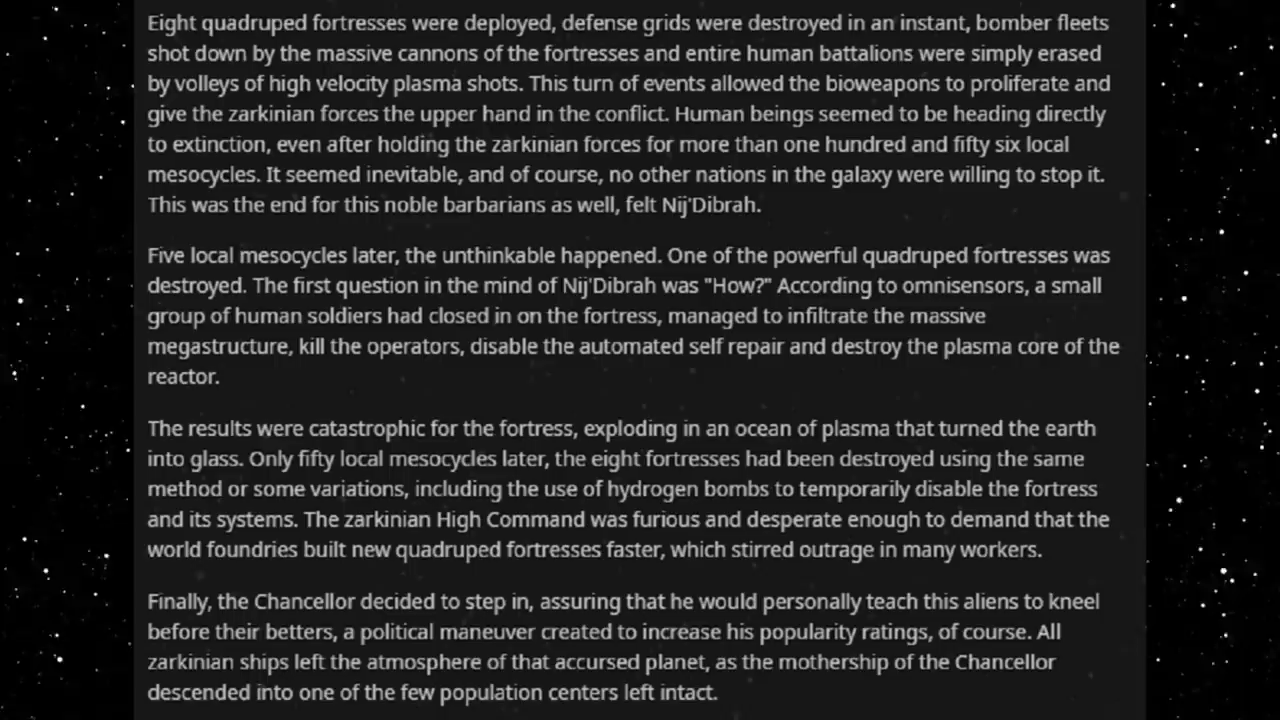 Eight quadruped fortresses were deployed, defense grids were destroyed in an instant, bomber fleets
shot down by the massive cannons of the fortresses and entire human battalions were simply erased
by volleys of high velocity plasma shots. This turn of events allowed the bioweapons to proliferate and
give the zarkinian forces the upper hand in the conflict. Human beings seemed to be heading directly
to extinction, even after holding the zarkinian forces for more than one hundred and fifty six local
mesocycles. It seemed inevitable, and of course, no other nations in the galaxy were willing to stop it.
This was the end for this noble barbarians as well, felt Nij'Dibrah.
Five local mesocycles later, the unthinkable happened. One of the powerful quadruped fortresses was
destroyed. The first question in the mind of Nij'Dibrah was "How?" According to omnisensors, a small
group of human soldiers had closed in on the fortress, managed to infiltrate the massive
megastructure, kill the operators, disable the automated self repair and destroy the plasma core of the
reactor.
The results were catastrophic for the fortress, exploding in an ocean of plasma that turned the earth
into glass. Only fifty local mesocycles later, the eight fortresses had been destroyed using the same
method or some variations, including the use of hydrogen bombs to temporarily disable the fortress
and its systems. The zarkinian High Command was furious and desperate enough to demand that the
world foundries built new quadruped fortresses faster, which stirred outrage in many workers.
Finally, the Chancellor decided to step in, assuring that he would personally teach this aliens to kneel
before their betters, a political maneuver created to increase his popularity ratings, of course. All
zarkinian ships left the atmosphere of that accursed planet, as the mothership of the Chancellor
descended into one of the few population centers left intact.